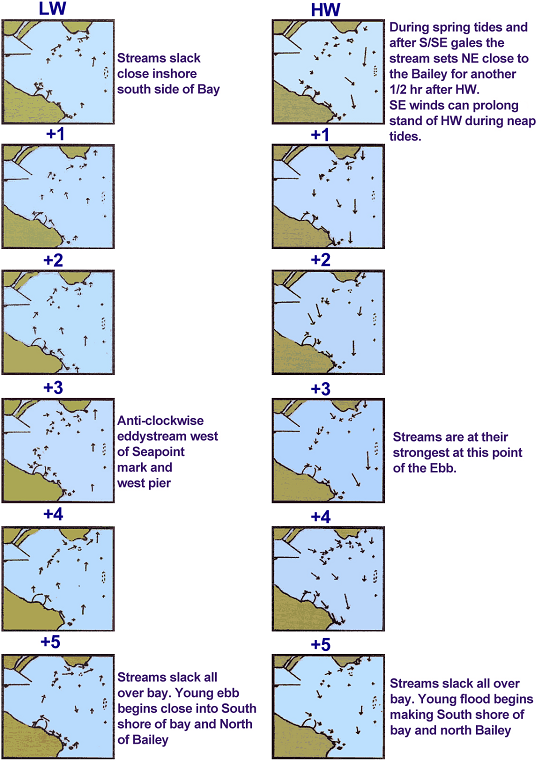 LW
Streams slack
close inshore
south side of Bay
+1
+2
+3
Anti-clockwise
eddystream west
of Seapoint
mark and
west pier
+4
+5
Streams slack all
over bay. Young ebb
begins close into South
shore of bay and North
of Bailey
HW
During spring tides and
after S/SE gales the
stream sets NE close to
the Bailey for another
1/2 hr after HW.
SE winds can prolong
stand of HW during neap
tides.
+1
+2
+3
Streams are at their
strongest at this point
of the Ebb.
+4
+5
Streams slack all over
bay. Young flood begins
making South shore of
bay and north Bailey